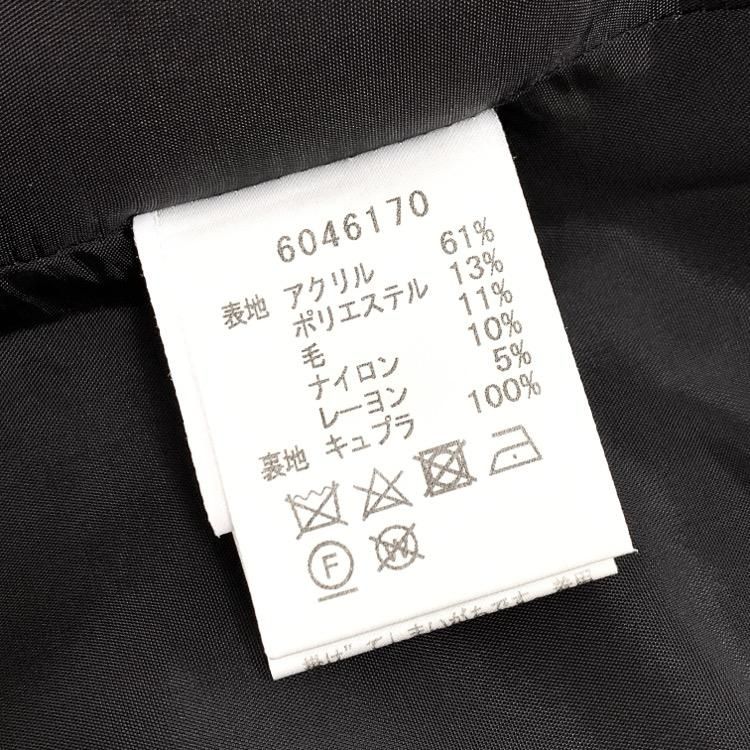 6046170
表地 アクリル 61%
ポリエステル 13%
毛 11%
ナイロン 10%
レーヨン 5%
裏地 キュプラ 100%
F
W